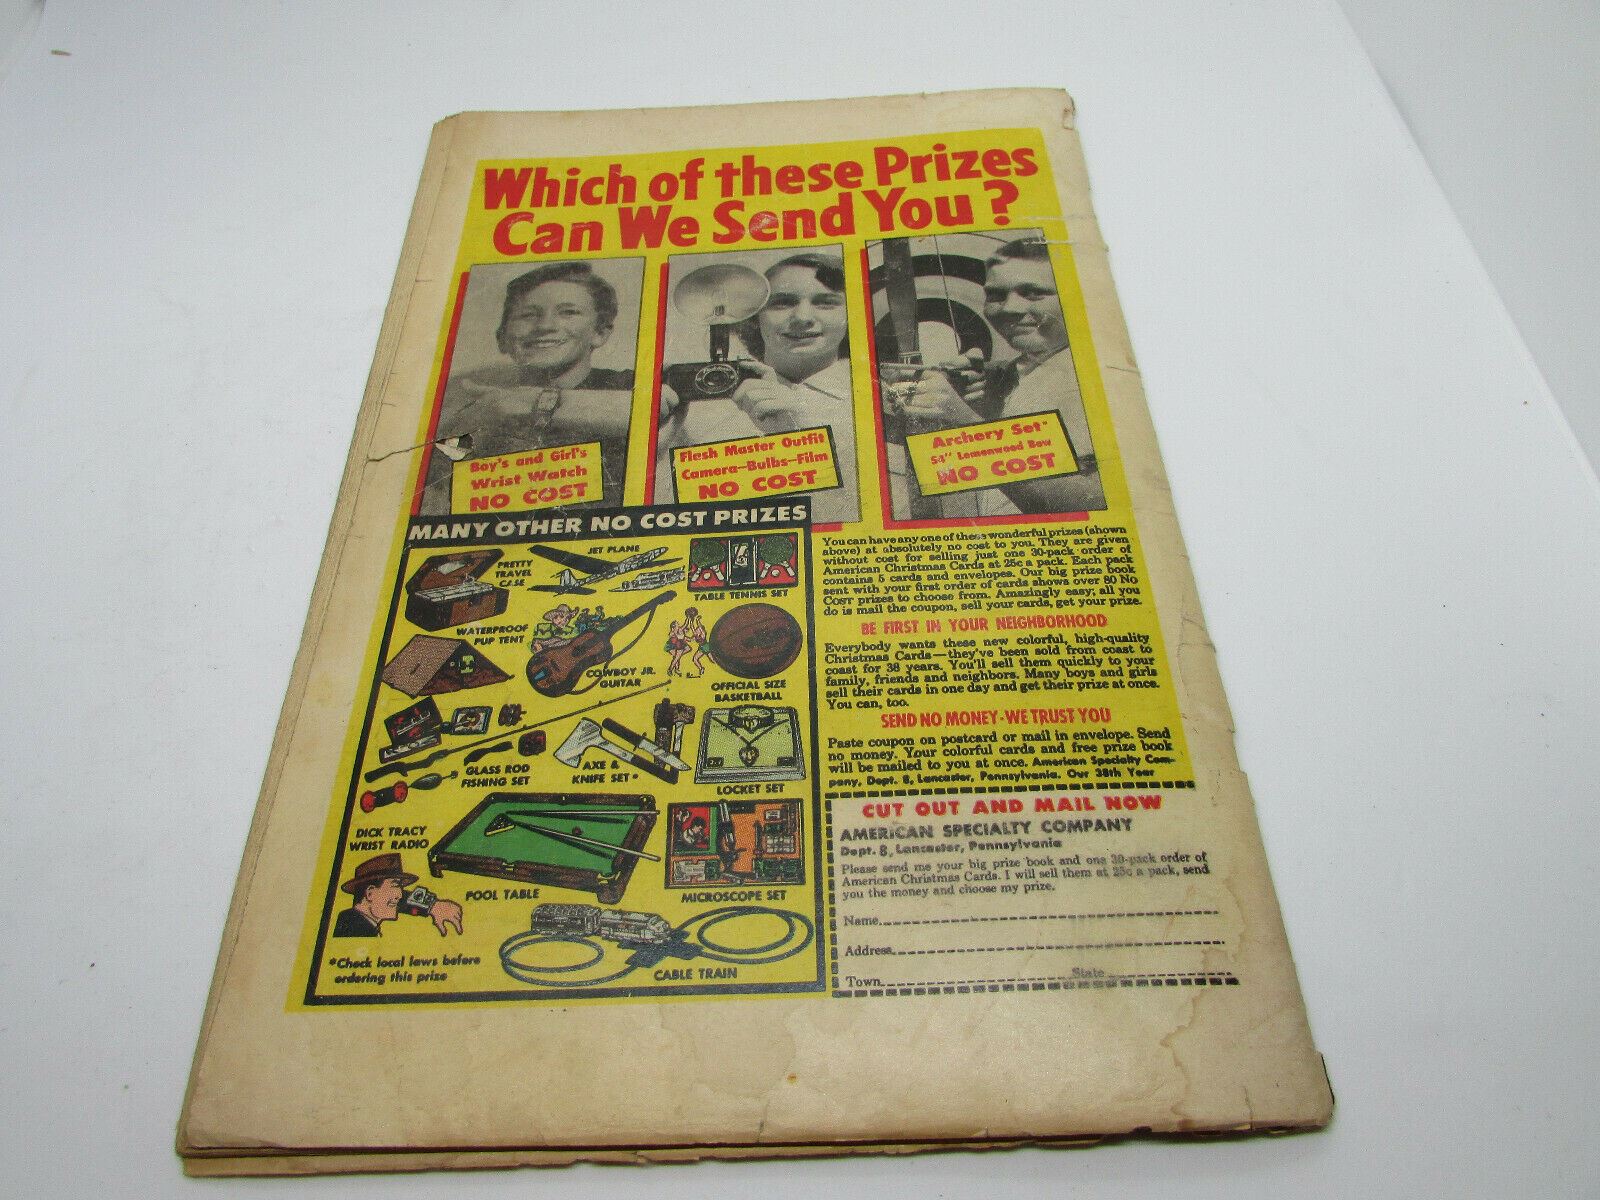 Which of these Prizes
Can We Send You?
Boy's and Girl's
Wrist Watch
NO COST
Flash Master Outfit
Camera—Bulbs—Film
NO COST
Archery Set*
54" Lemonwood Bow
NO COST
MANY OTHER NO COST PRIZES
PRETTY
TRAVEL
CASE
JET PLANE
TABLE TENNIS SET
WATERPROOF
PUP TENT
COWBOY JR.
GUITAR
OFFICIAL SIZE
BASKETBALL
GLASS ROD
FISHING SET
AXE &
KNIFE SET*
LOCKET SET
DICK TRACY
WRIST RADIO
POOL TABLE
MICROSCOPE SET
CABLE TRAIN
*Check local laws before
ordering this prize
You can have any one of these wonderful prizes (shown
above) at absolutely no cost to you. They are given
without cost for selling just one 30-pack order of
American Christmas Cards at 25c a pack. Each pack
contains 5 cards and envelopes. Our big prize book
sent with your first order of cards shows over 80 No
Cost prizes to choose from. Amazingly easy; all you
do is mail the coupon, sell your cards, get your prize.
BE FIRST IN YOUR NEIGHBORHOOD
Everybody wants these new colorful, high-quality
Christmas Cards—they've been sold from coast to
coast for 38 years. You'll sell them quickly to your
family, friends and neighbors. Many boys and girls
sell their cards in one day and get their prize at once.
You can, too.
SEND NO MONEY-WE TRUST YOU
Paste coupon on postcard or mail in envelope. Send
no money. Your colorful cards and free prize book
will be mailed to you at once. American Specialty Com-
pany, Dept. 8, Lancaster, Pennsylvania. Our 38th Year
CUT OUT AND MAIL NOW
AMERICAN SPECIALTY COMPANY
Dept. 8, Lancaster, Pennsylvania
Please send me your big prize book and one 30-pack order of
American Christmas Cards. I will sell them at 25c a pack, send
you the money and choose my prize.
Name
Address
Town State